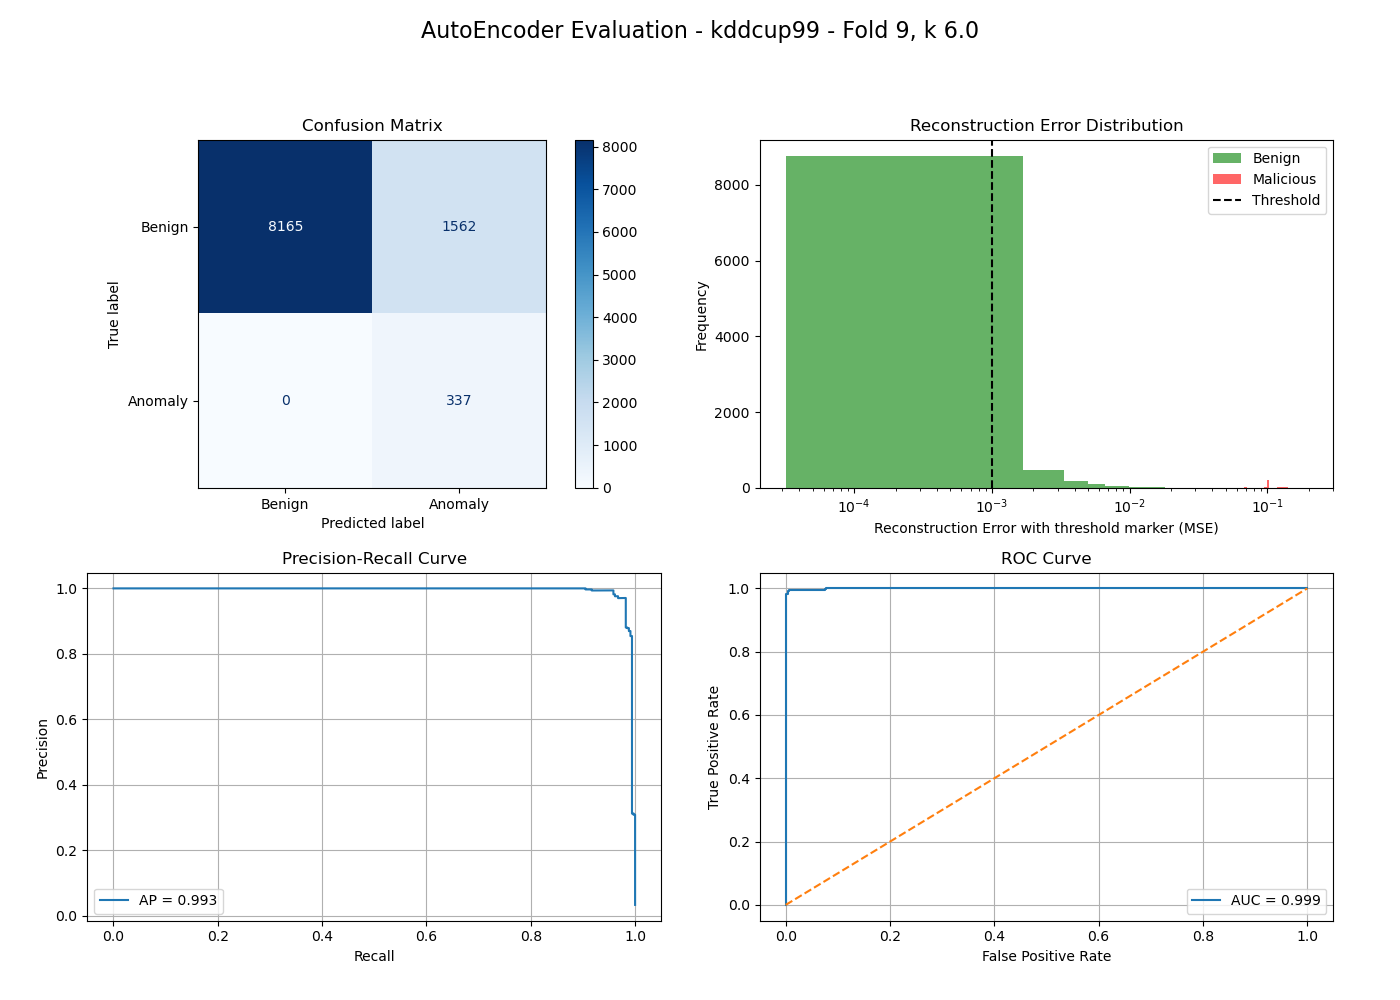 AutoEncoder Evaluation - kddcup99 - Fold 9, k 6.0
Confusion Matrix
True label
Benign
Anomaly
8165
1562
0
337
Benign
Anomaly
Predicted label
8000
7000
6000
5000
4000
3000
2000
1000
0
Reconstruction Error Distribution
Frequency
8000
6000
4000
2000
0
Benign
Malicious
Threshold
10⁻⁴
10⁻³
10⁻²
10⁻¹
Reconstruction Error with threshold marker (MSE)
Precision-Recall Curve
Precision
1.0
0.8
0.6
0.4
0.2
0.0
AP = 0.993
0.0
0.2
0.4
0.6
0.8
1.0
Recall
ROC Curve
True Positive Rate
1.0
0.8
0.6
0.4
0.2
0.0
AUC = 0.999
0.0
0.2
0.4
0.6
0.8
1.0
False Positive Rate